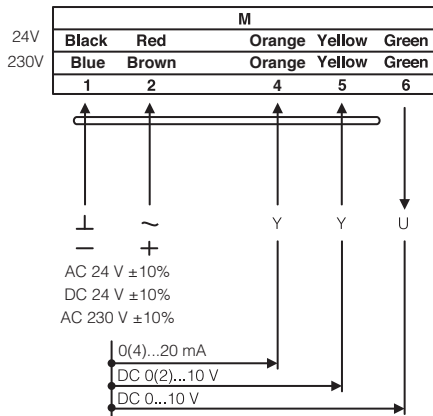 M
24V Black Red Orange Yellow Green
230V Blue Brown Orange Yellow Green
1 2 4 5 6
⊥ ~ Y Y U
− +
AC 24 V ±10%
DC 24 V ±10%
AC 230 V ±10%
0(4)...20 mA
DC 0(2)...10 V
DC 0...10 V